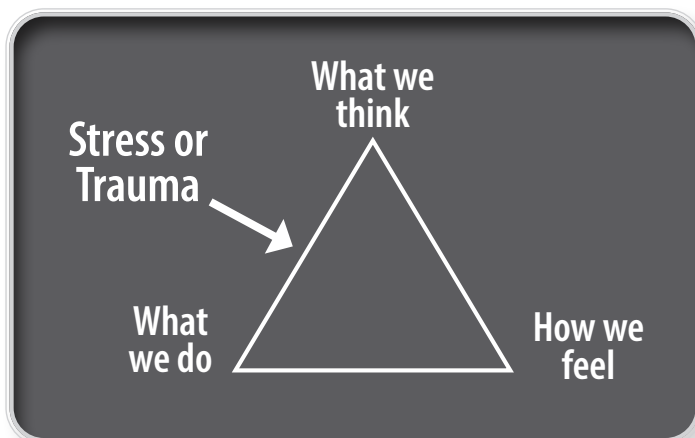 What we
think
Stress or
Trauma
What
we do
How we
feel